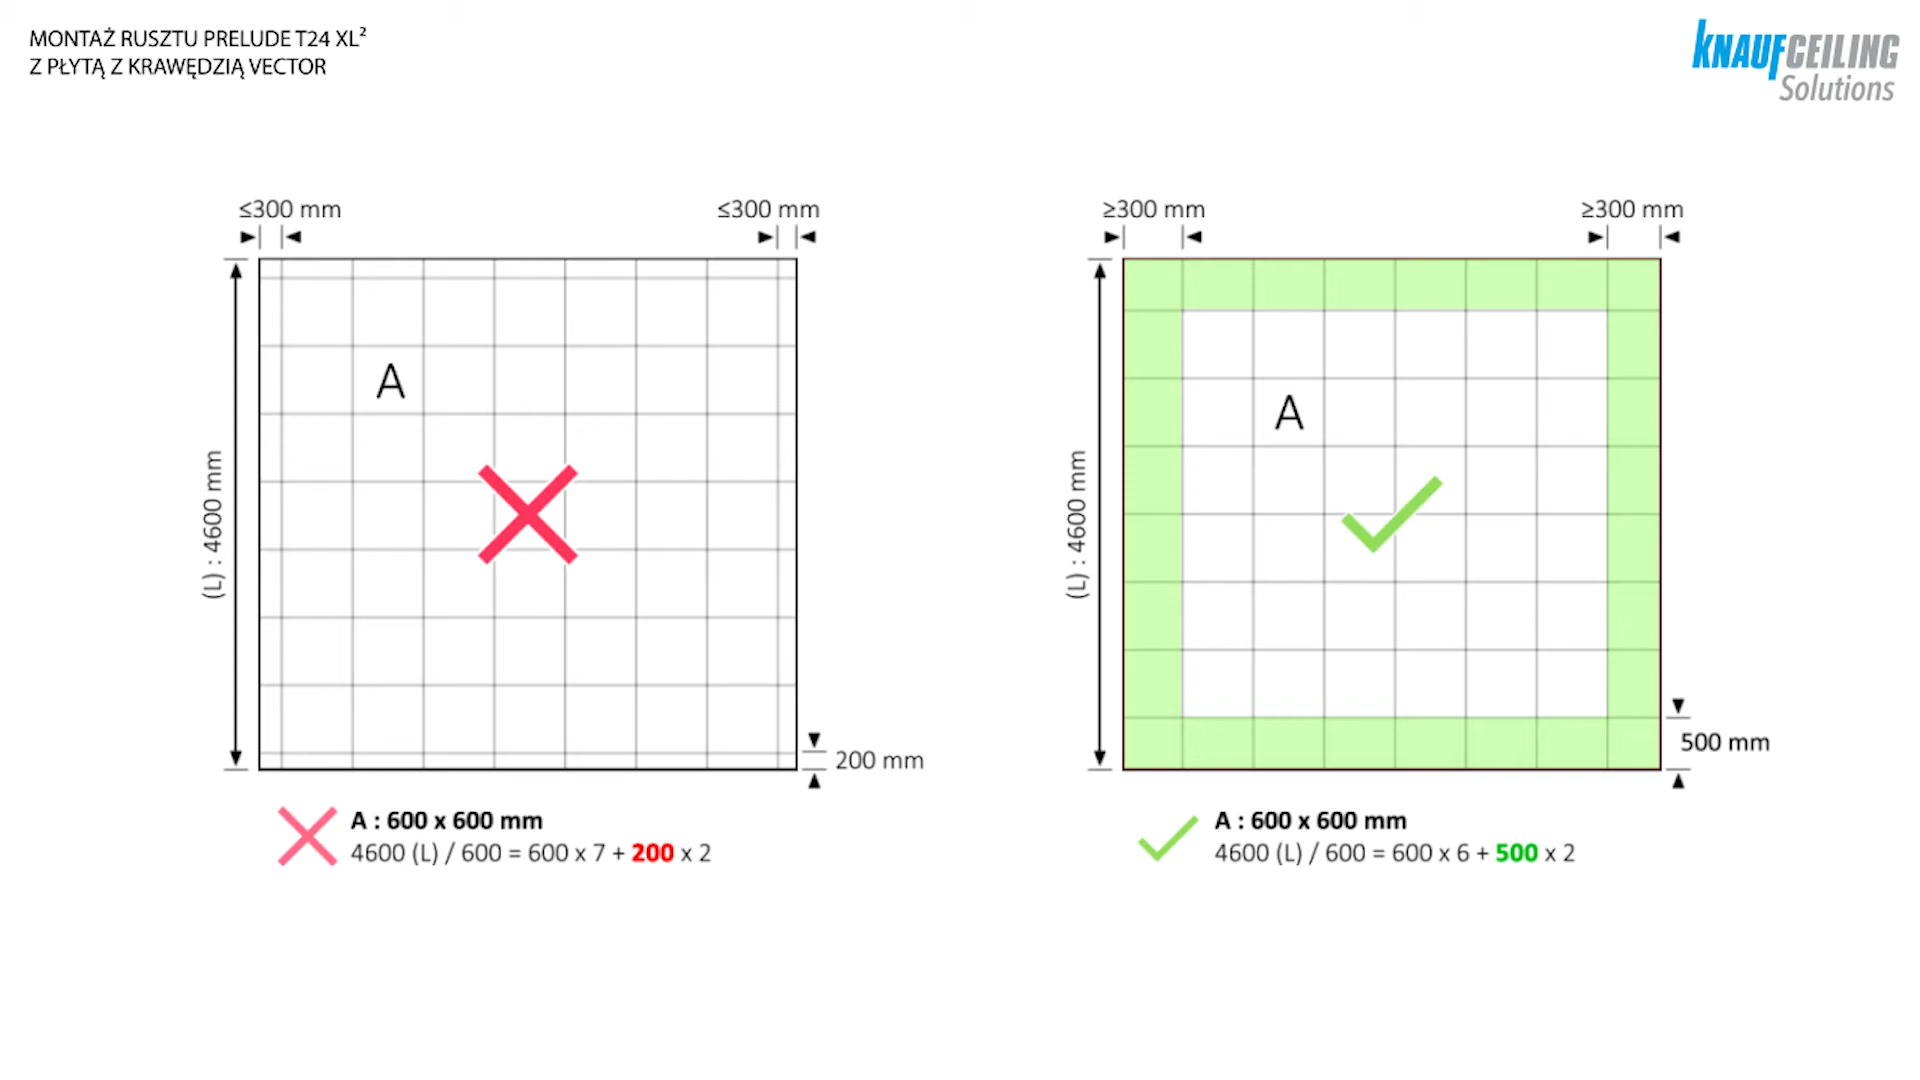 MONTAŻ RUSZTU PRELUDE T24 XL²
Z PŁYTĄ Z KRAWĘDZIĄ VECTOR
KNAUF CEILING
Solutions
≤300 mm
≤300 mm
(L) : 4600 mm
A
200 mm
A : 600 x 600 mm
4600 (L) / 600 = 600 x 7 + 200 x 2
≥300 mm
≥300 mm
(L) : 4600 mm
A
500 mm
A : 600 x 600 mm
4600 (L) / 600 = 600 x 6 + 500 x 2